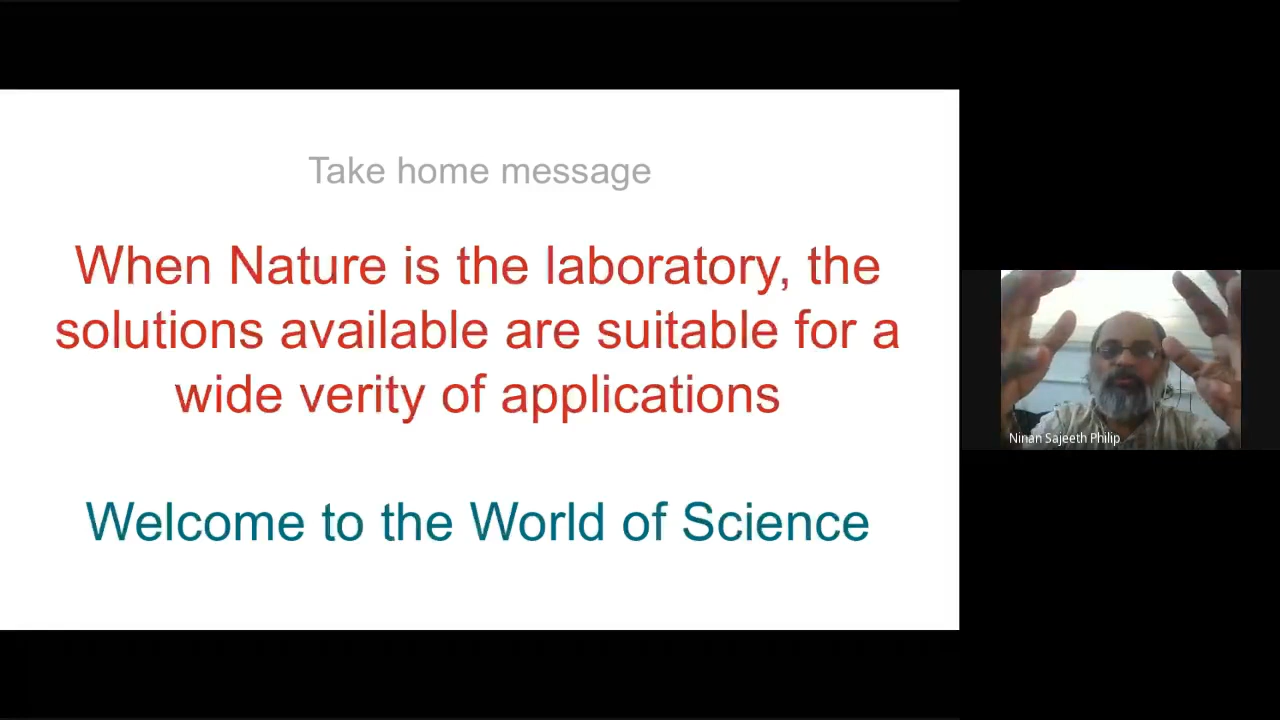 Take home message
When Nature is the laboratory, the
solutions available are suitable for a
wide verity of applications
Welcome to the World of Science
Ninan Sajeeth Philip